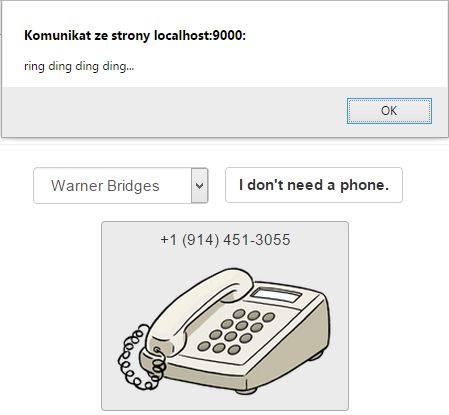 Komunikat ze strony localhost:9000:
ring ding ding ding...
OK
Warner Bridges
I don't need a phone.
+1 (914) 451-3055